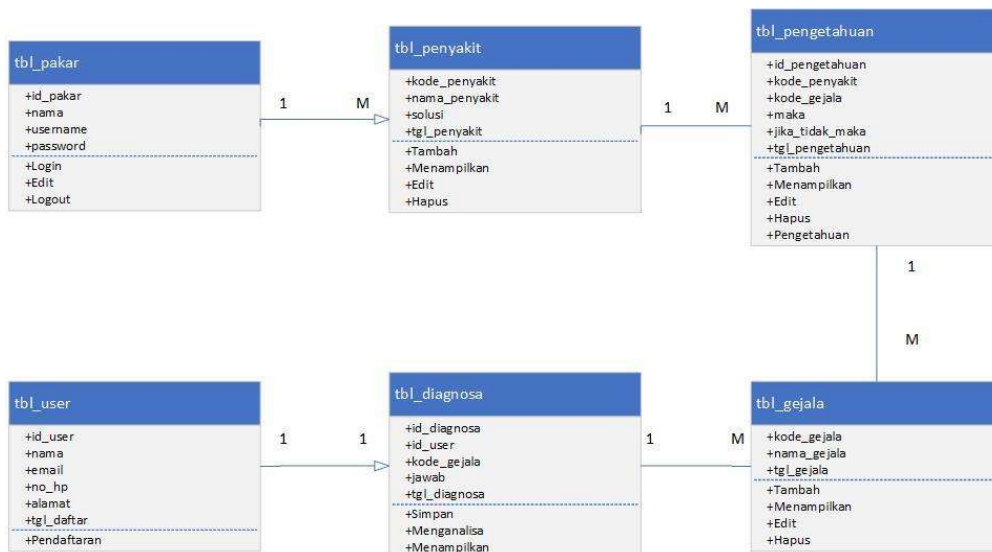 tbl_pakar
+id_pakar
+nama
+username
+password
+Login
+Edit
+Logout
1
M
tbl_penyakit
+kode_penyakit
+nama_penyakit
+solusi
+tgl_penyakit
+Tambah
+Menampilkan
+Edit
+Hapus
1
M
tbl_pengetahuan
+id_pengetahuan
+kode_penyakit
+kode_gejala
+maka
+jika_tidak_maka
+tgl_pengetahuan
+Tambah
+Menampilkan
+Edit
+Hapus
+Pengetahuan
1
M
tbl_user
+id_user
+nama
+email
+no_hp
+alamat
+tgl_daftar
+Pendaftaran
1
1
tbl_diagnosa
+id_diagnosa
+id_user
+kode_gejala
+jawab
+tgl_diagnosa
+Simpan
+Menganalisa
+Menampilkan
1
M
tbl_gejala
+kode_gejala
+nama_gejala
+tgl_gejala
+Tambah
+Menampilkan
+Edit
+Hapus